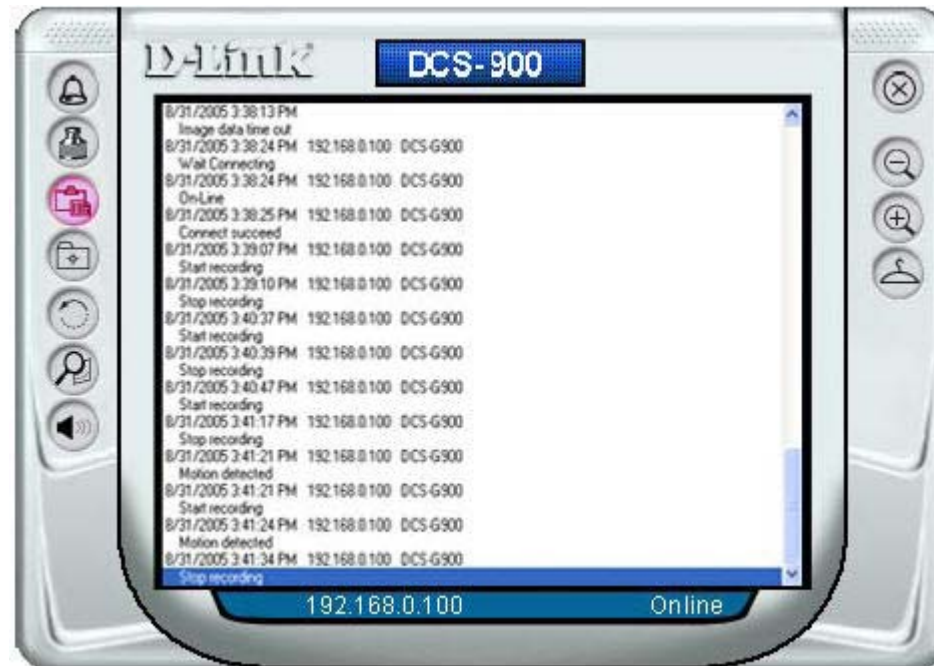 D-Link
DCS-900
8/31/2005 3:38:13 PM
Image data time out
8/31/2005 3:38:24 PM 192.168.0.100 DCS-G900
Wait Connecting
8/31/2005 3:38:24 PM 192.168.0.100 DCS-G900
On-Line
8/31/2005 3:38:25 PM 192.168.0.100 DCS-G900
Connect succeed
8/31/2005 3:39:07 PM 192.168.0.100 DCS-G900
Start recording
8/31/2005 3:39:10 PM 192.168.0.100 DCS-G900
Stop recording
8/31/2005 3:40:37 PM 192.168.0.100 DCS-G900
Start recording
8/31/2005 3:40:39 PM 192.168.0.100 DCS-G900
Stop recording
8/31/2005 3:40:47 PM 192.168.0.100 DCS-G900
Start recording
8/31/2005 3:41:17 PM 192.168.0.100 DCS-G900
Stop recording
8/31/2005 3:41:21 PM 192.168.0.100 DCS-G900
Motion detected
8/31/2005 3:41:21 PM 192.168.0.100 DCS-G900
Start recording
8/31/2005 3:41:24 PM 192.168.0.100 DCS-G900
Motion detected
8/31/2005 3:41:34 PM 192.168.0.100 DCS-G900
Stop recording
192.168.0.100 Online